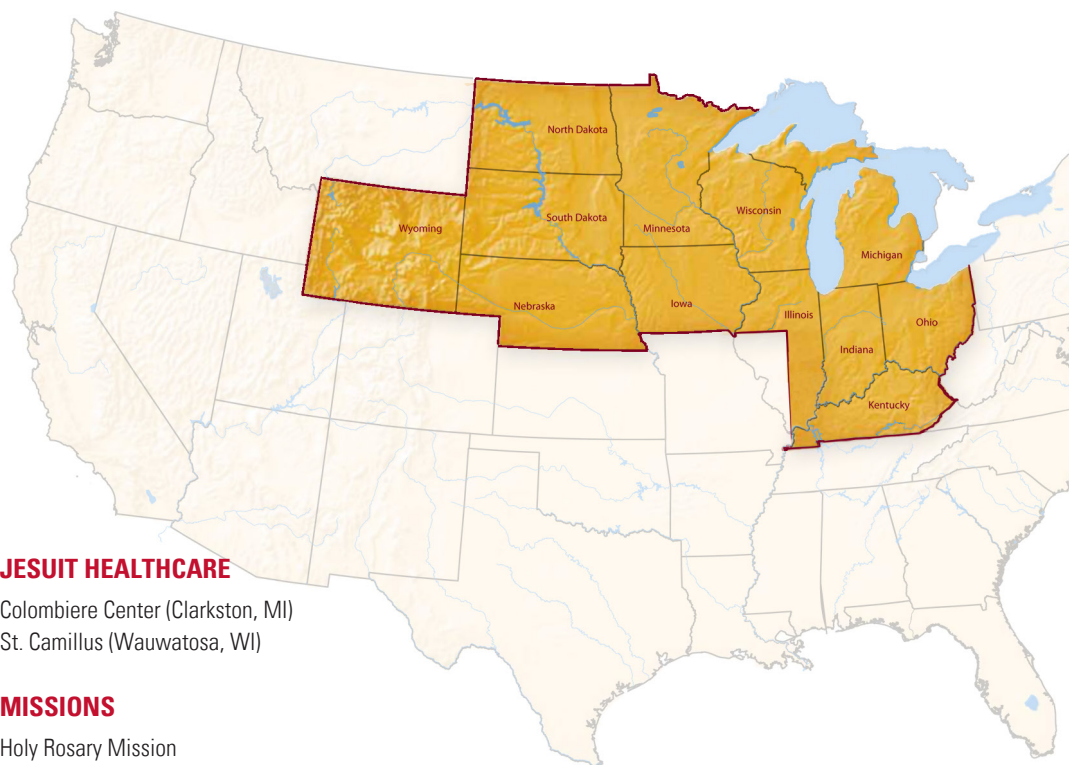 North Dakota
South Dakota
Minnesota
Wisconsin
Wyoming
Michigan
Nebraska
Iowa
Illinois
Ohio
Indiana
Kentucky
JESUIT HEALTHCARE
Colombiere Center (Clarkston, MI)
St. Camillus (Wauwatosa, WI)
MISSIONS
Holy Rosary Mission